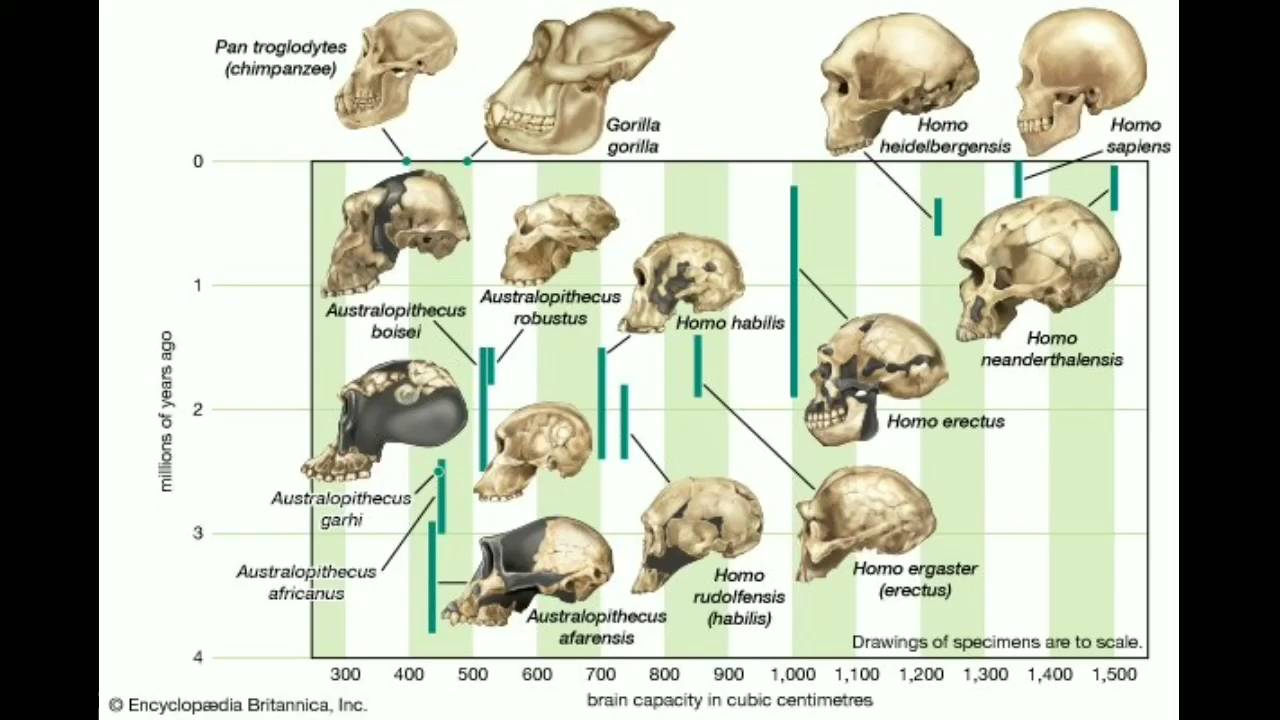 Pan troglodytes
(chimpanzee)
Gorilla
gorilla
Homo
heidelbergensis
Homo
sapiens
0
Australopithecus
boisei
Australopithecus
robustus
Homo habilis
1
Homo
neanderthalensis
millions of years ago
2
Homo erectus
Australopithecus
garhi
3
Australopithecus
africanus
Australopithecus
afarensis
Homo
rudolfensis
(habilis)
Homo ergaster
(erectus)
Drawings of specimens are to scale.
4
300 400 500 600 700 800 900 1,000 1,100 1,200 1,300 1,400 1,500
brain capacity in cubic centimetres
© Encyclopædia Britannica, Inc.